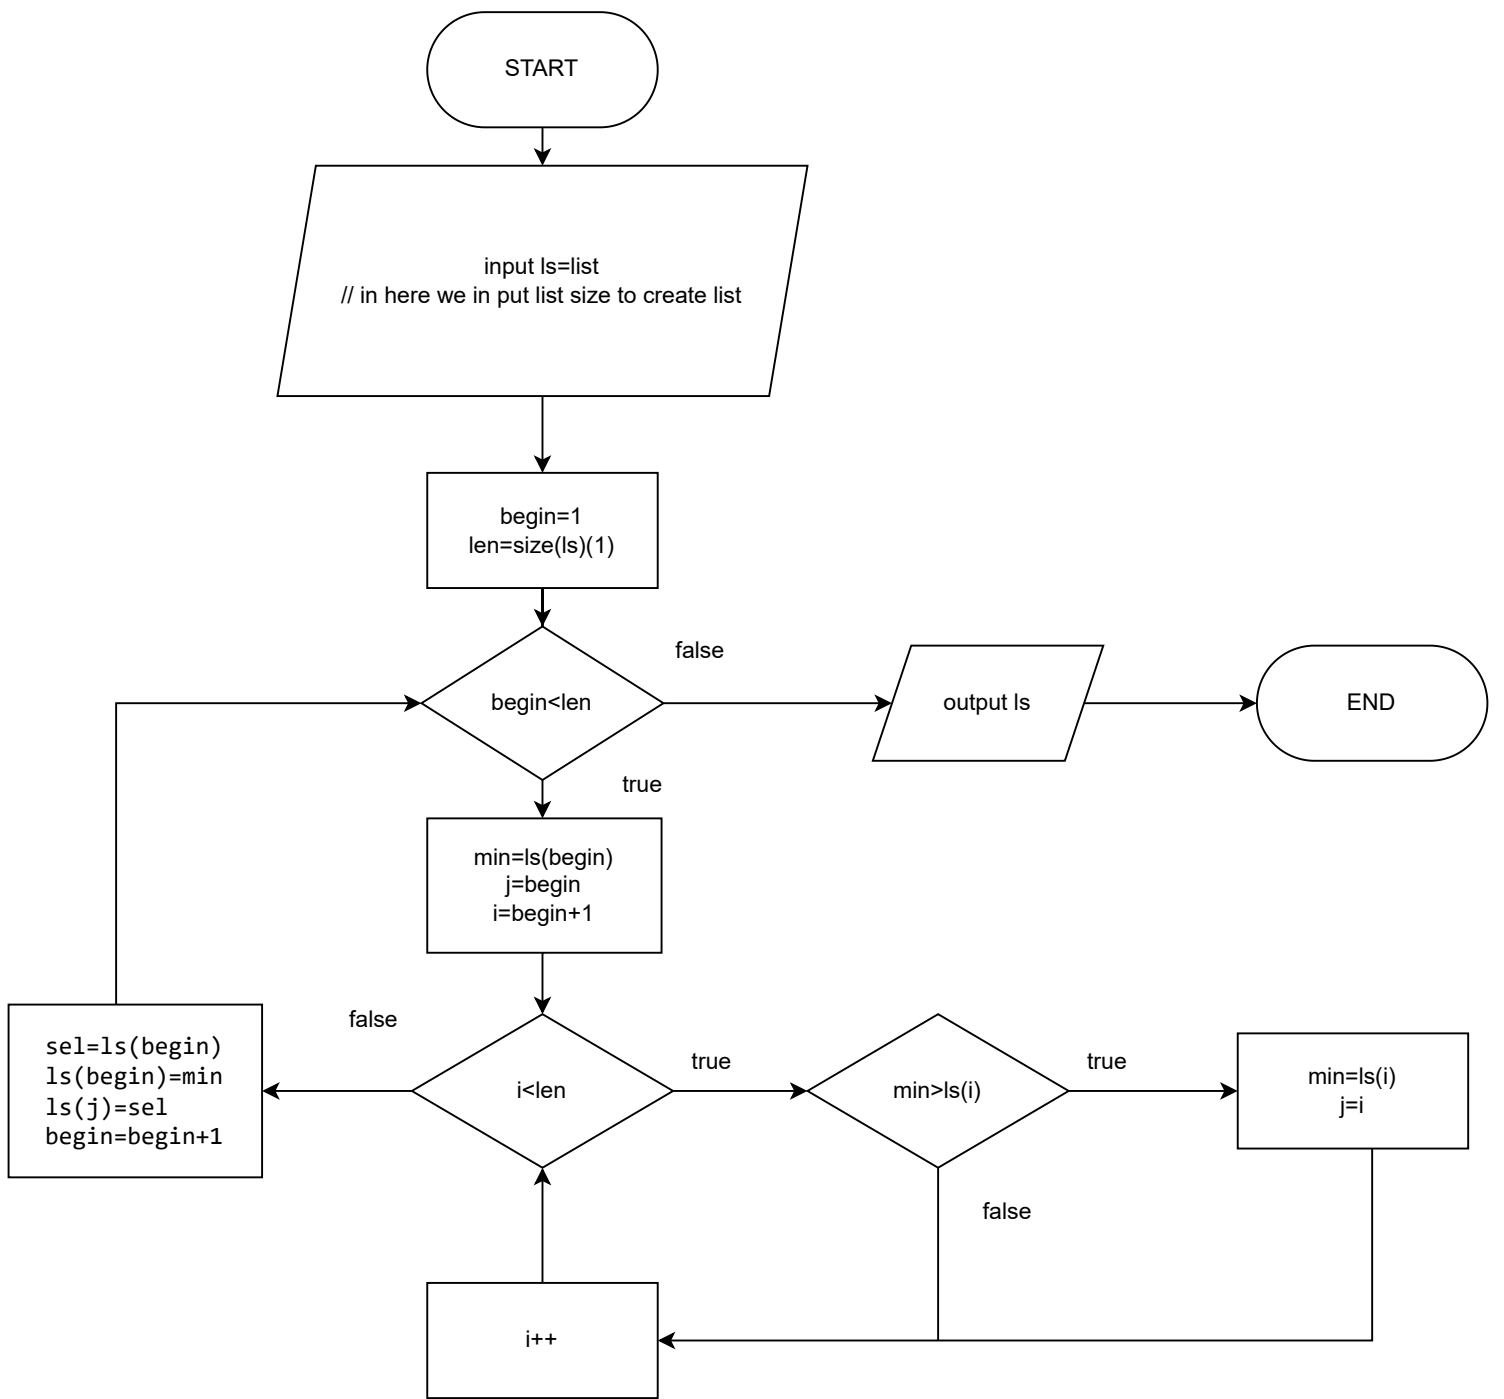 START
input ls=list
// in here we in put list size to create list
begin=1
len=size(ls)(1)
false
begin<len
output ls
END
true
min=ls(begin)
j=begin
i=begin+1
false
sel=ls(begin)
ls(begin)=min
ls(j)=sel
begin=begin+1
i<len
true
min>ls(i)
true
min=ls(i)
j=i
false
i++